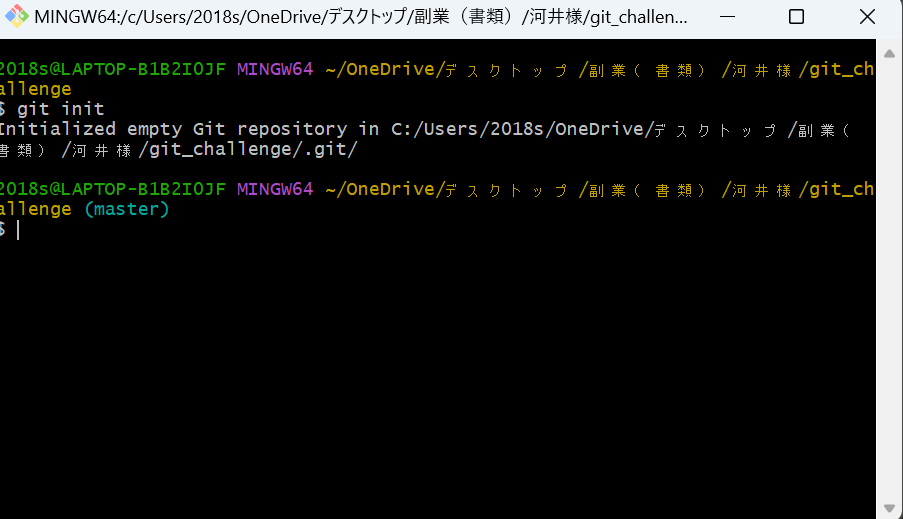 MINGW64:/c/Users/2018s/OneDrive/デスクトップ/副業（書類）/河井様/git_challen...
2018s@LAPTOP-B1B2I0JF MINGW64 ~/OneDrive/デスクトップ/副業（書類）/河井様/git_ch
allenge
$ git init
Initialized empty Git repository in C:/Users/2018s/OneDrive/デスクトップ/副業（
書類）/河井様/git_challenge/.git/
2018s@LAPTOP-B1B2I0JF MINGW64 ~/OneDrive/デスクトップ/副業（書類）/河井様/git_ch
allenge (master)
$